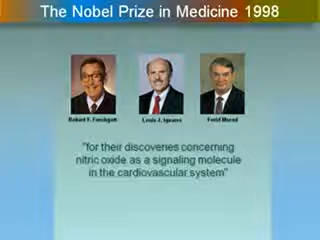 The Nobel Prize in Medicine 1998
Robert F. Furchgott Louis J. Ignarro Ferid Murad
"for their discoveries concerning
nitric oxide as a signaling molecule
in the cardiovascular system"